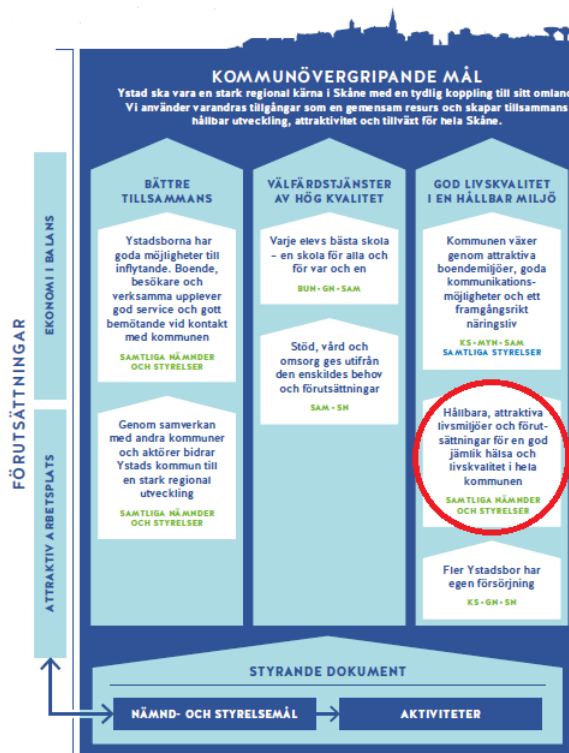 KOMMUNÖVERGRIPANDE MÅL
Ystad ska vara en stark regional kärna i Skåne med en tydlig koppling till sitt omland
Vi använder varandras tillgångar som en gemensam resurs och skapar tillsammans
hållbar utveckling, attraktivitet och tillväxt för hela Skåne.
FÖRUTSÄTTNINGAR
EKONOMI I BALANS
ATTRAKTIV ARBETSPLATS
BÄTTRE
TILLSAMMANS
Ystadsborna har
goda möjligheter till
inflytande. Boende,
besökare och
verksamma upplever
god service och gott
bemötande vid kontakt
med kommunen
SAMTLIGA NÄMNDER
OCH STYRELSER
Genom samverkan
med andra kommuner
och aktörer bidrar
Ystads kommun till
en stark regional
utveckling
SAMTLIGA NÄMNDER
OCH STYRELSER
VÄLFÄRDSTJÄNSTER
AV HÖG KVALITET
Varje elevs bästa skola
– en skola för alla och
för var och en
BUN•GN•SAM
Stöd, vård och
omsorg ges utifrån
den enskildes behov
och förutsättningar
SAM•SN
GOD LIVSKVALITET
I EN HÅLLBAR MILJÖ
Kommunen växer
genom attraktiva
boendemiljöer, goda
kommunikations-
möjligheter och ett
framgångsrikt
näringsliv
KS•MYN•SAM
SAMTLIGA STYRELSER
Hållbara, attraktiva
livsmiljöer och förut-
sättningar för en god
jämlik hälsa och
livskvalitet i hela
kommunen
SAMTLIGA NÄMNDER
OCH STYRELSER
Fler Ystadsbor har
egen försörjning
KS•GN•SN
STYRANDE DOKUMENT
NÄMND- OCH STYRELSEMÅL
AKTIVITETER